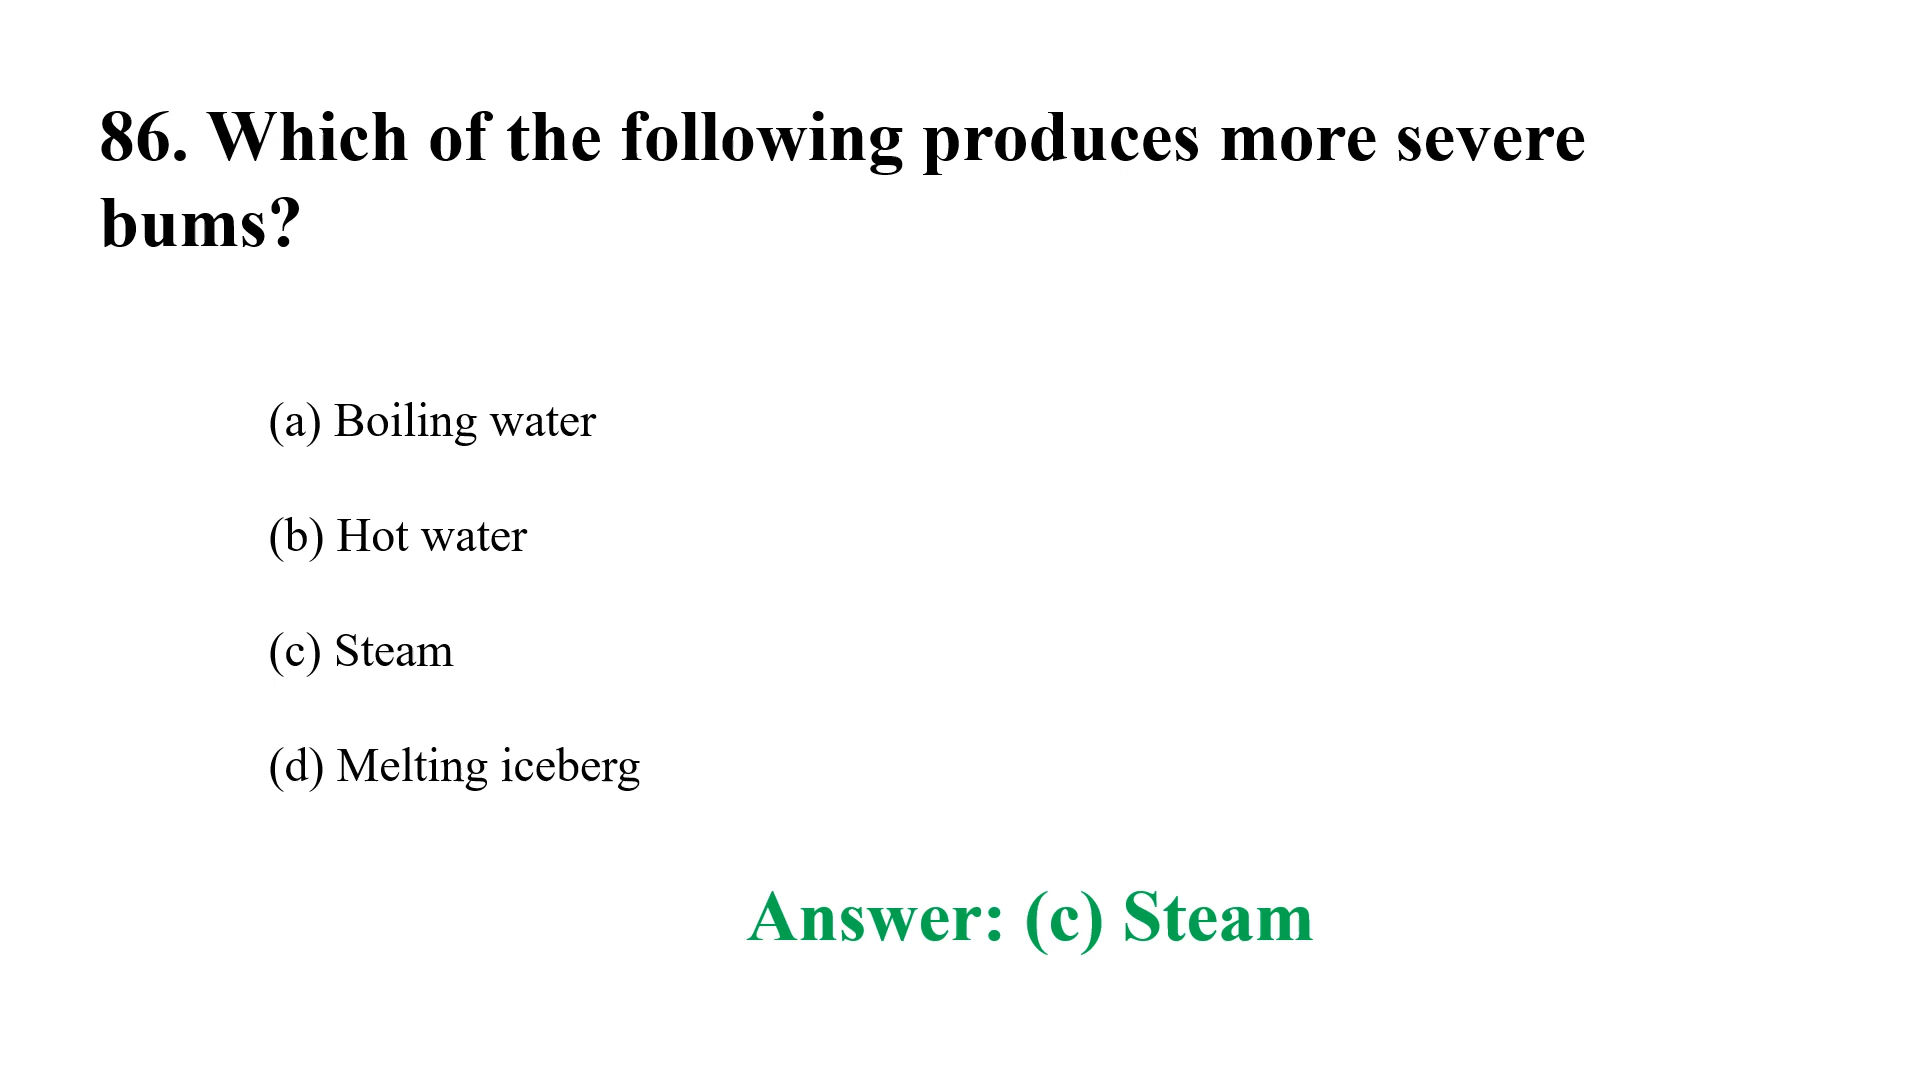 86. Which of the following produces more severe
bums?
(a) Boiling water
(b) Hot water
(c) Steam
(d) Melting iceberg
Answer: (c) Steam